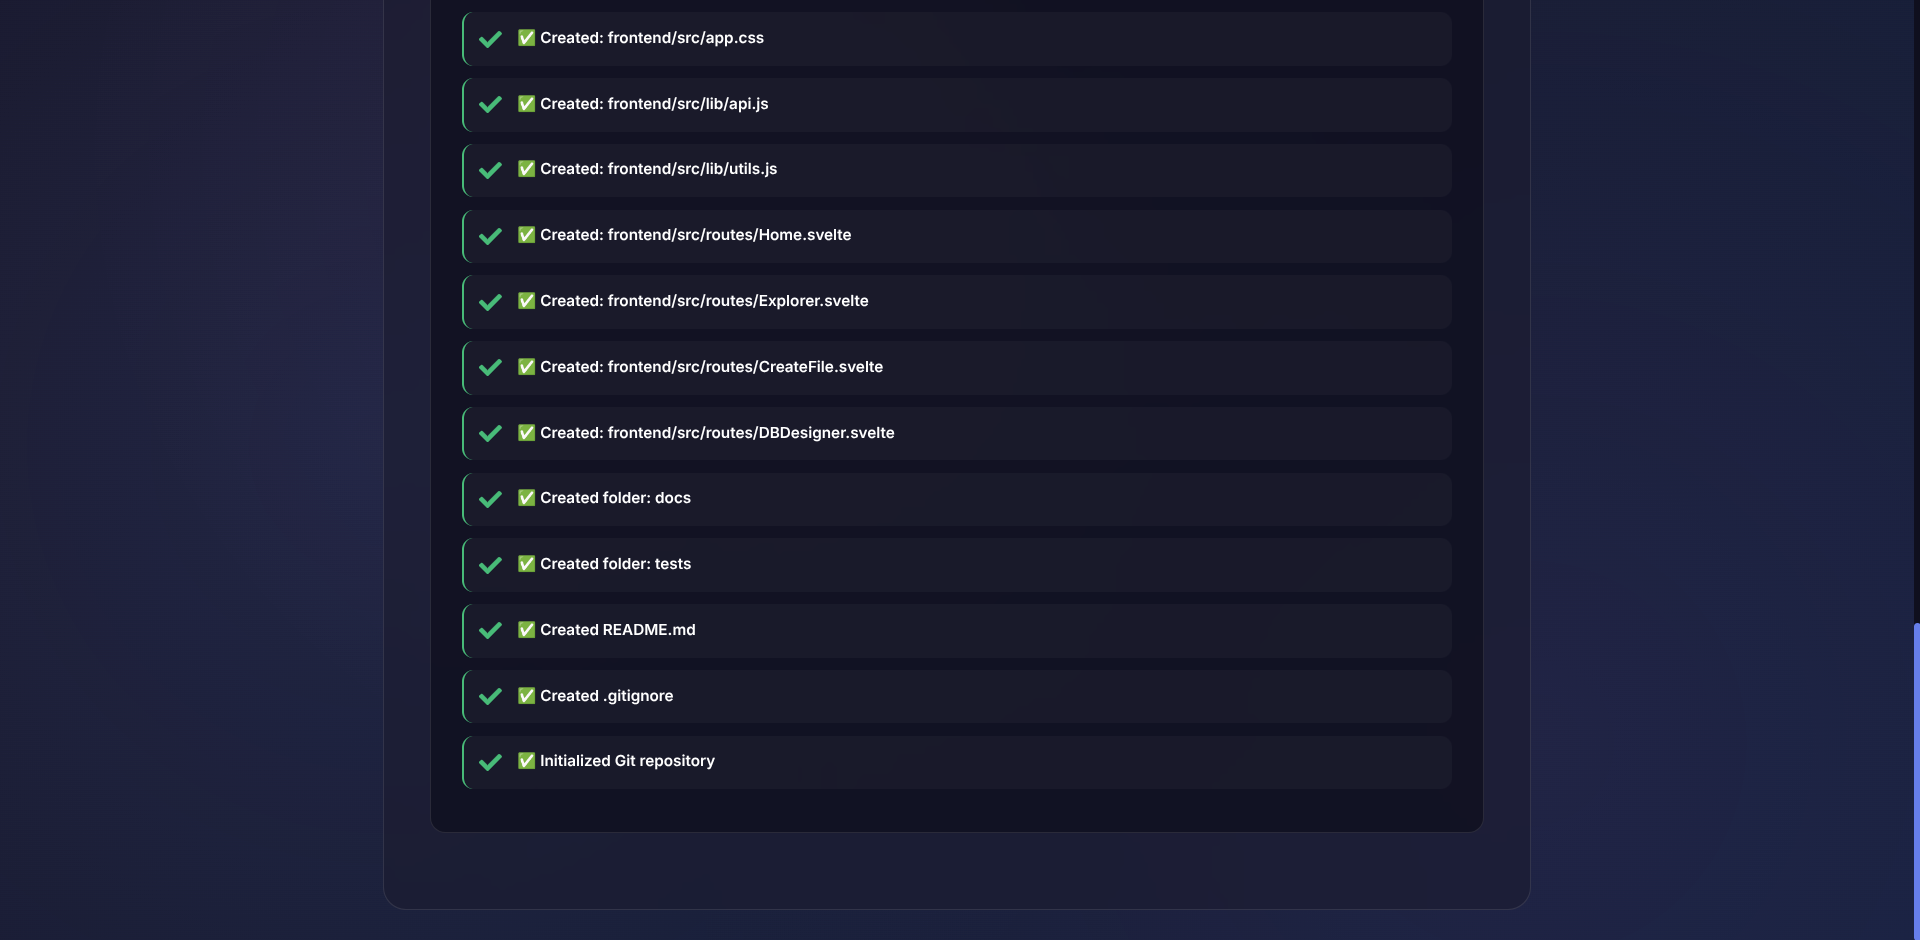 ✅ Created: frontend/src/app.css
✅ Created: frontend/src/lib/api.js
✅ Created: frontend/src/lib/utils.js
✅ Created: frontend/src/routes/Home.svelte
✅ Created: frontend/src/routes/Explorer.svelte
✅ Created: frontend/src/routes/CreateFile.svelte
✅ Created: frontend/src/routes/DBDesigner.svelte
✅ Created folder: docs
✅ Created folder: tests
✅ Created README.md
✅ Created .gitignore
✅ Initialized Git repository